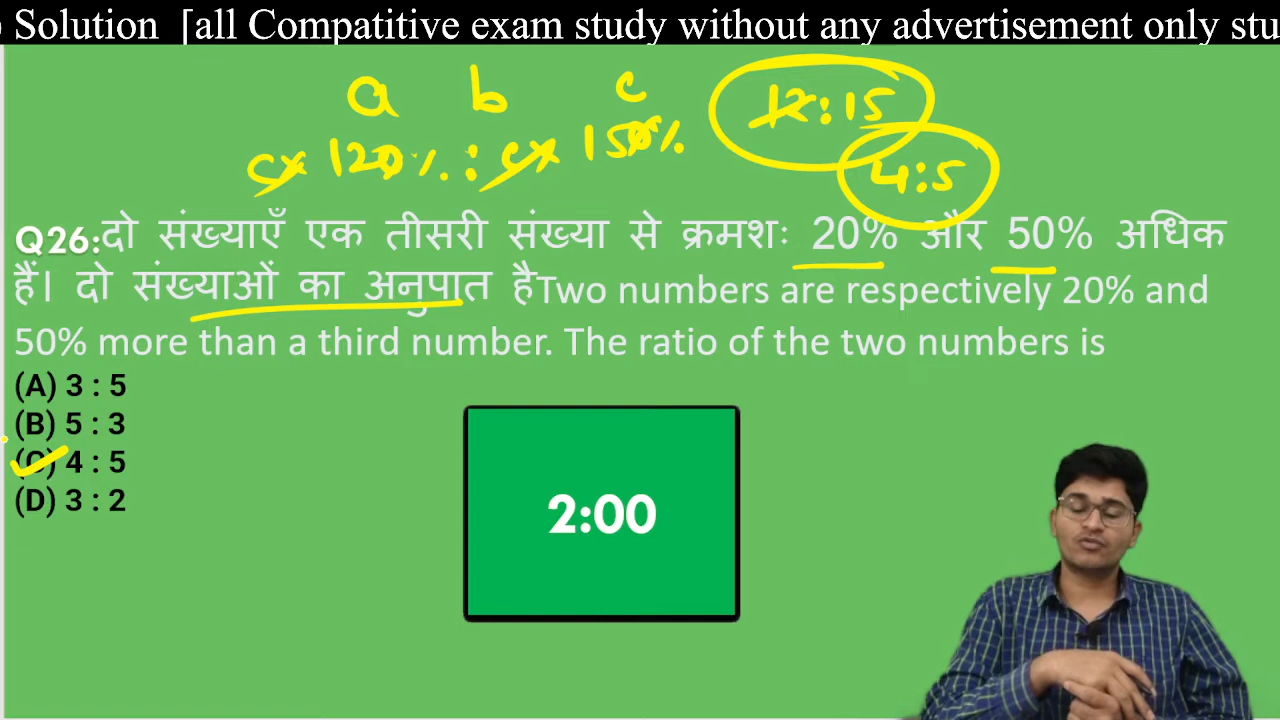 Solution [all Compatitive exam study without any advertisement only stu
a b c 12:15
c× 120% : c× 150% 4:5
Q26:दो संख्याएँ एक तीसरी संख्या से क्रमशः 20% और 50% अधिक
हैं। दो संख्याओं का अनुपात हैTwo numbers are respectively 20% and
50% more than a third number. The ratio of the two numbers is
(A) 3 : 5
(B) 5 : 3
(C) 4 : 5
(D) 3 : 2
2:00